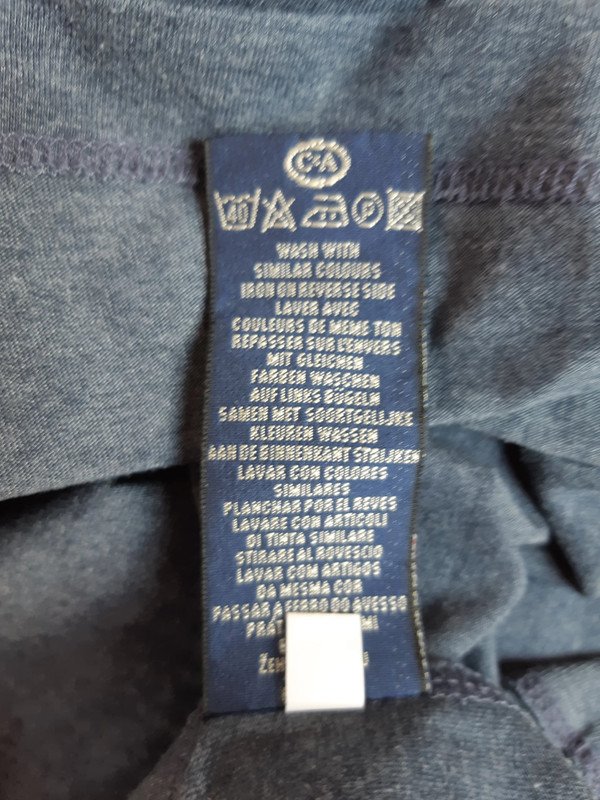 C&A
40 P
WASH WITH
SIMILAR COLOURS
IRON ON REVERSE SIDE
LAVER AVEC
COULEURS DE MEME TON
REPASSER SUR L'ENVERS
MIT GLEICHEN
FARBEN WASCHEN
AUF LINKS BÜGELN
SAMEN MET SOORTGELIJKE
KLEUREN WASSEN
AAN DE BINNENKANT STRIJKEN
LAVAR CON COLORES
SIMILARES
PLANCHAR POR EL REVES
LAVARE CON ARTICOLI
DI TINTA SIMILARE
STIRARE AL ROVESCIO
LAVAR COM ARTIGOS
DA MESMA COR
PASSAR A FERRO DO AVESSO